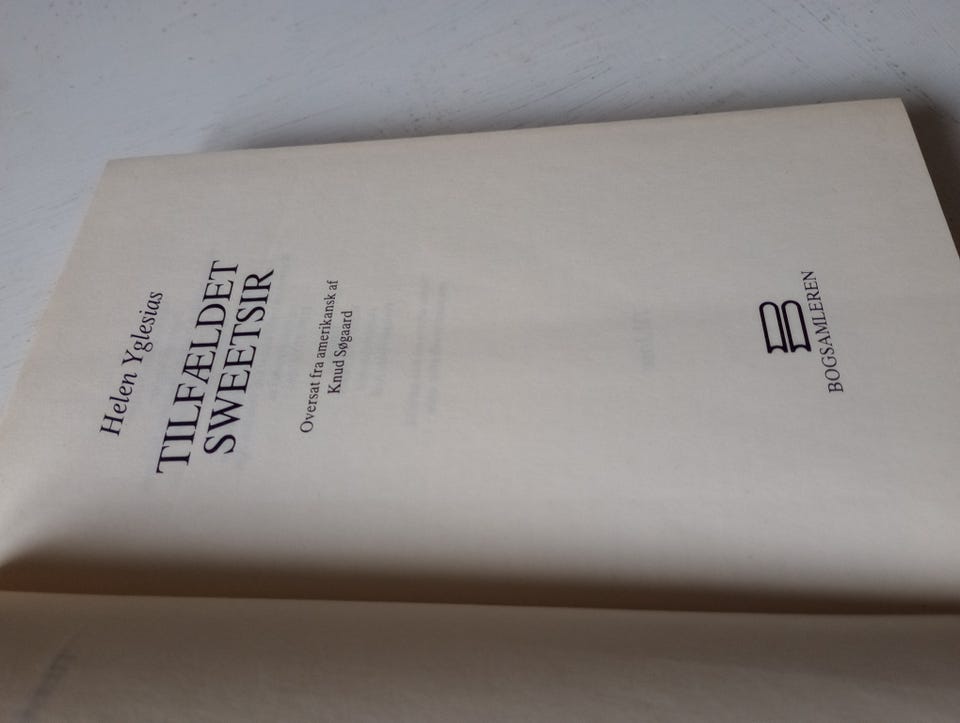 Helen Yglesias
TILFÆLDET
SWEETSIR
Oversat fra amerikansk af
Knud Søgaard
BOGSAMLEREN